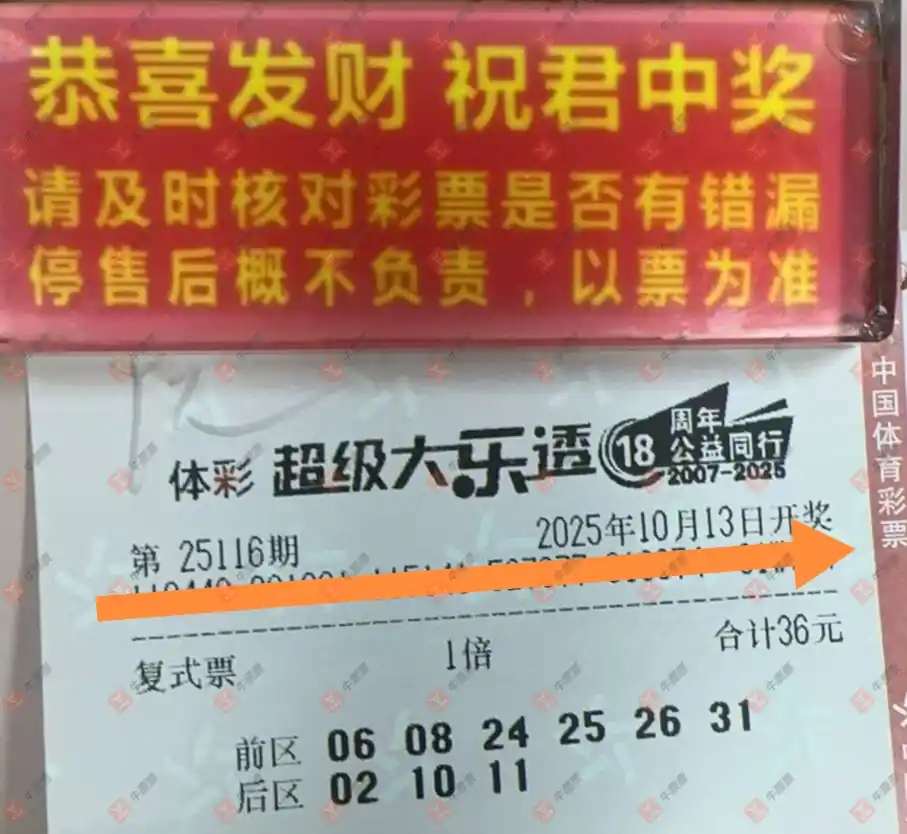 恭喜发财 祝君中奖
请及时核对彩票是否有错漏
停售后概不负责，以票为准
体彩 超级大乐透 18 周年 公益同行 2007-2025
第 25116期 2025年10月13日开奖
复式票 1倍 合计36元
前区 06 08 24 25 26 31
后区 02 10 11
中国体育彩票
牛票票